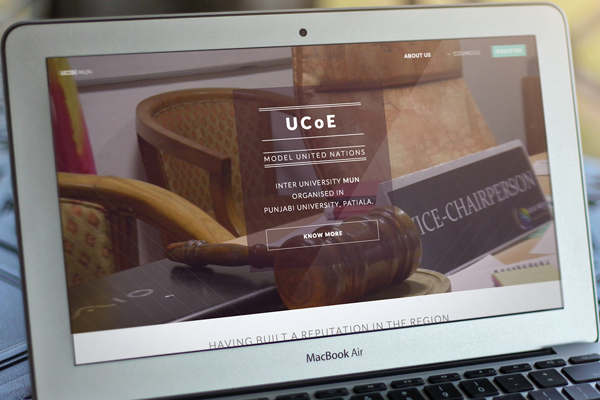 UCOE MUN
ABOUT US
COUNCILS
REGISTER
UCoE
MODEL UNITED NATIONS
INTER UNIVERSITY MUN
ORGANISED IN
PUNJABI UNIVERSITY, PATIALA.
KNOW MORE
VICE-CHAIRPERSON
HAVING BUILT A REPUTATION IN THE REGION
MacBook Air